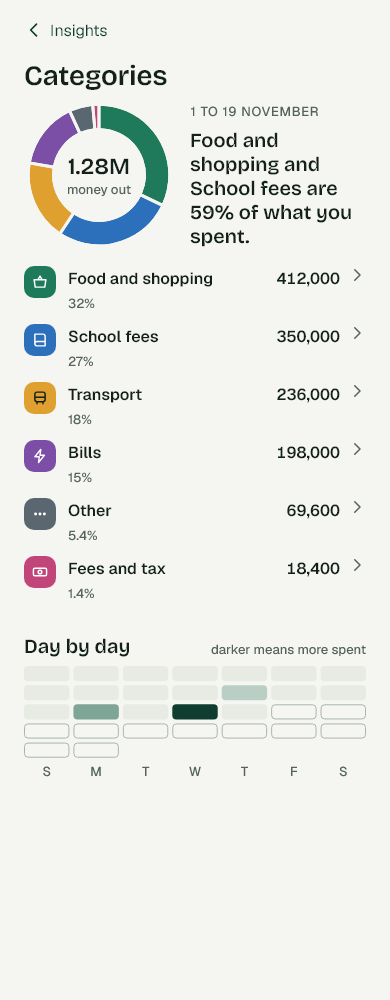 Insights
Categories
1.28M
money out
1 TO 19 NOVEMBER
Food and
shopping and
School fees are
59% of what you
spent.
Food and shopping 412,000
32%
School fees 350,000
27%
Transport 236,000
18%
Bills 198,000
15%
Other 69,600
5.4%
Fees and tax 18,400
1.4%
Day by day darker means more spent
S M T W T F S